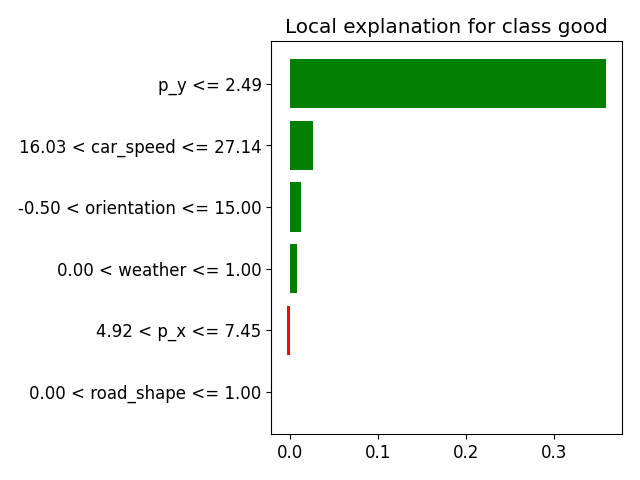 Local explanation for class good
p_y <= 2.49
16.03 < car_speed <= 27.14
-0.50 < orientation <= 15.00
0.00 < weather <= 1.00
4.92 < p_x <= 7.45
0.00 < road_shape <= 1.00
0.0 0.1 0.2 0.3